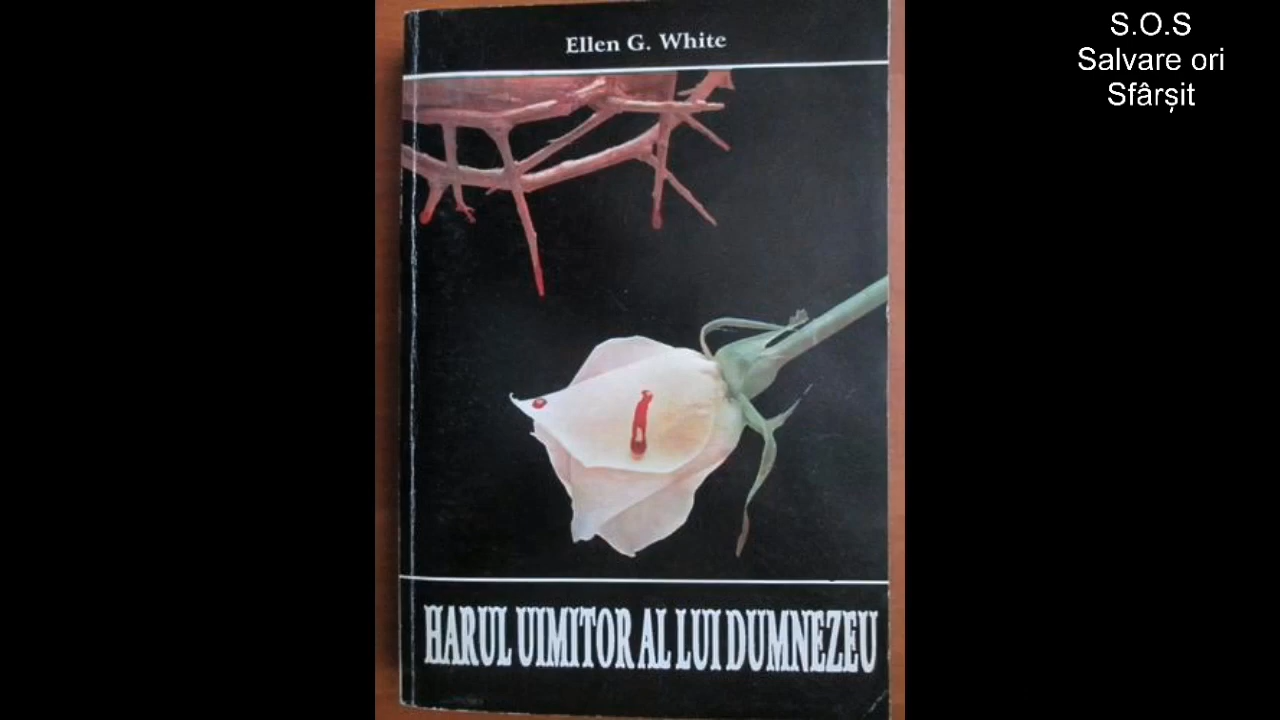 Ellen G. White
HARUL UIMITOR AL LUI DUMNEZEU
S.O.S
Salvare ori
Sfârșit